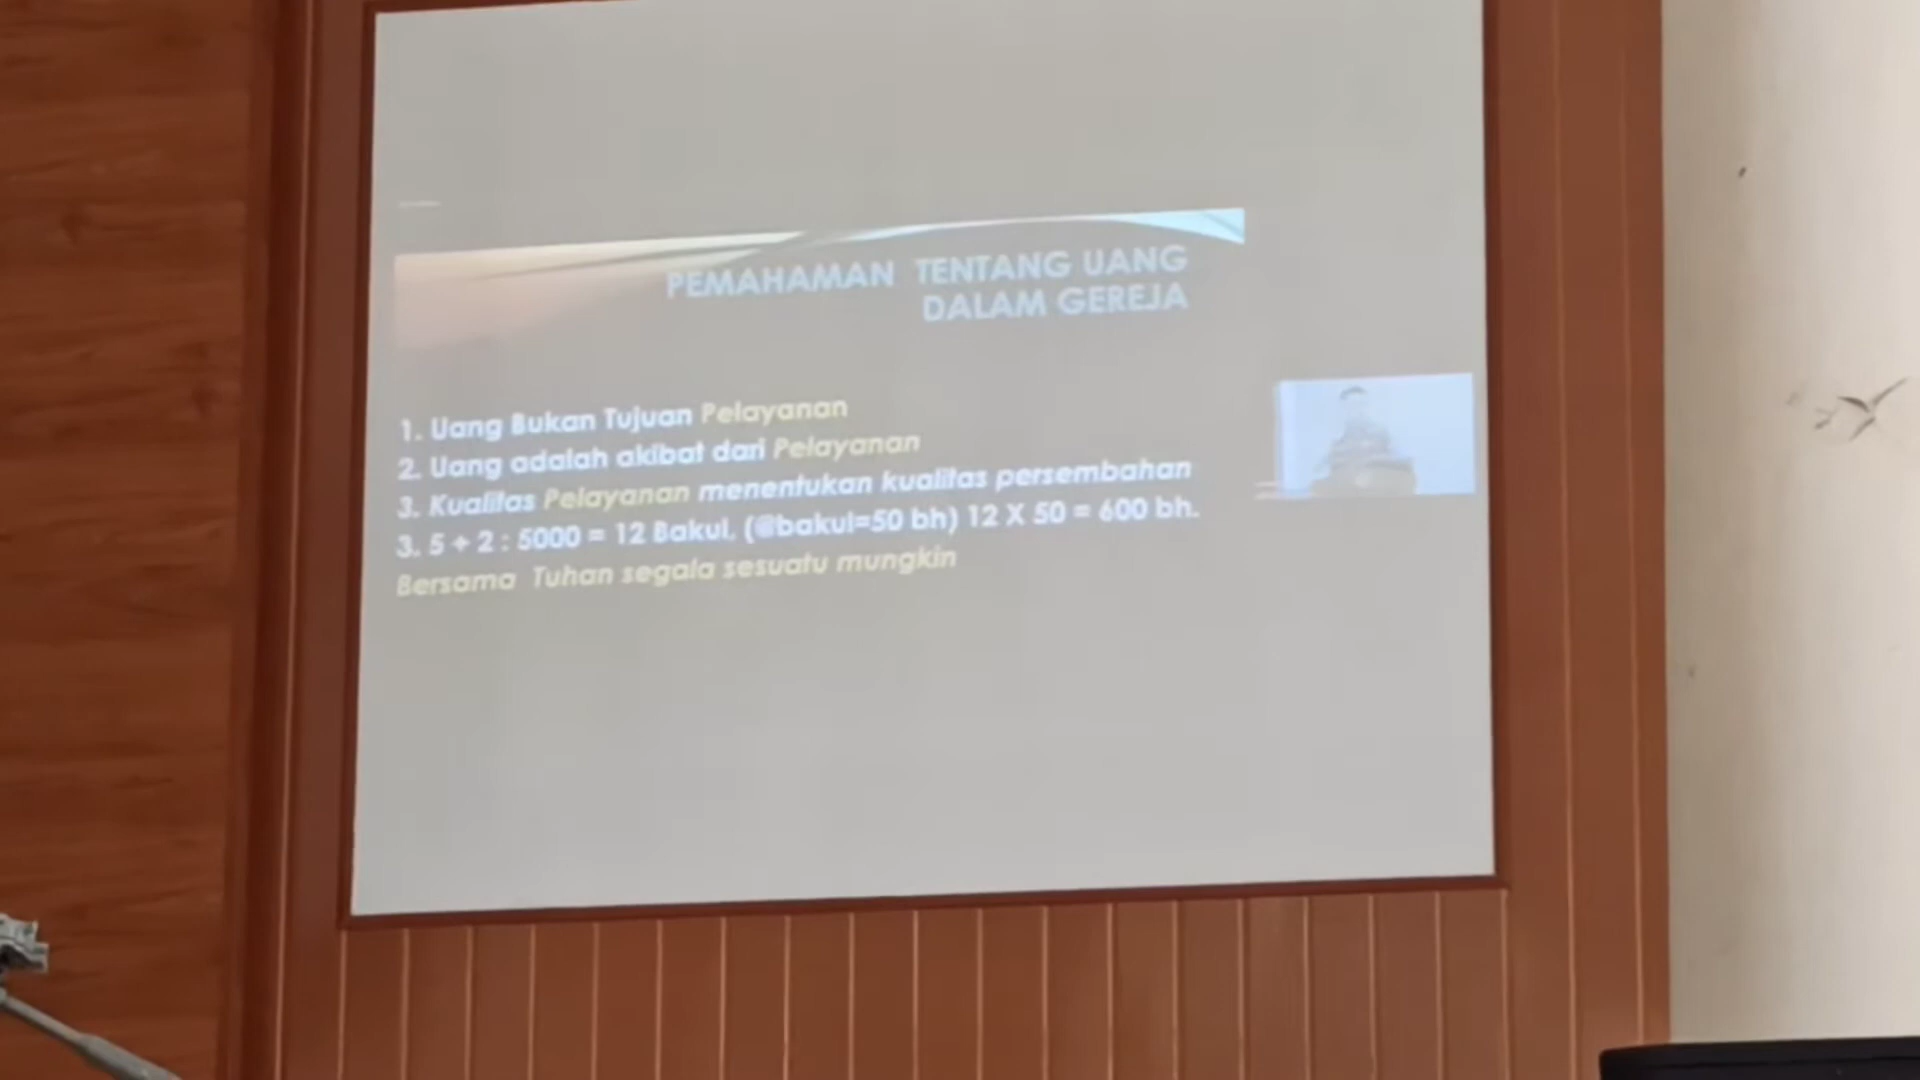 PEMAHAMAN TENTANG UANG
DALAM GEREJA
1. Uang Bukan Tujuan Pelayanan
2. Uang adalah akibat dari Pelayanan
3. Kualitas Pelayanan menentukan kualitas persembahan
3. 5 + 2 : 5000 = 12 Bakul, (@bakul=50 bh) 12 X 50 = 600 bh.
Bersama Tuhan segala sesuatu mungkin